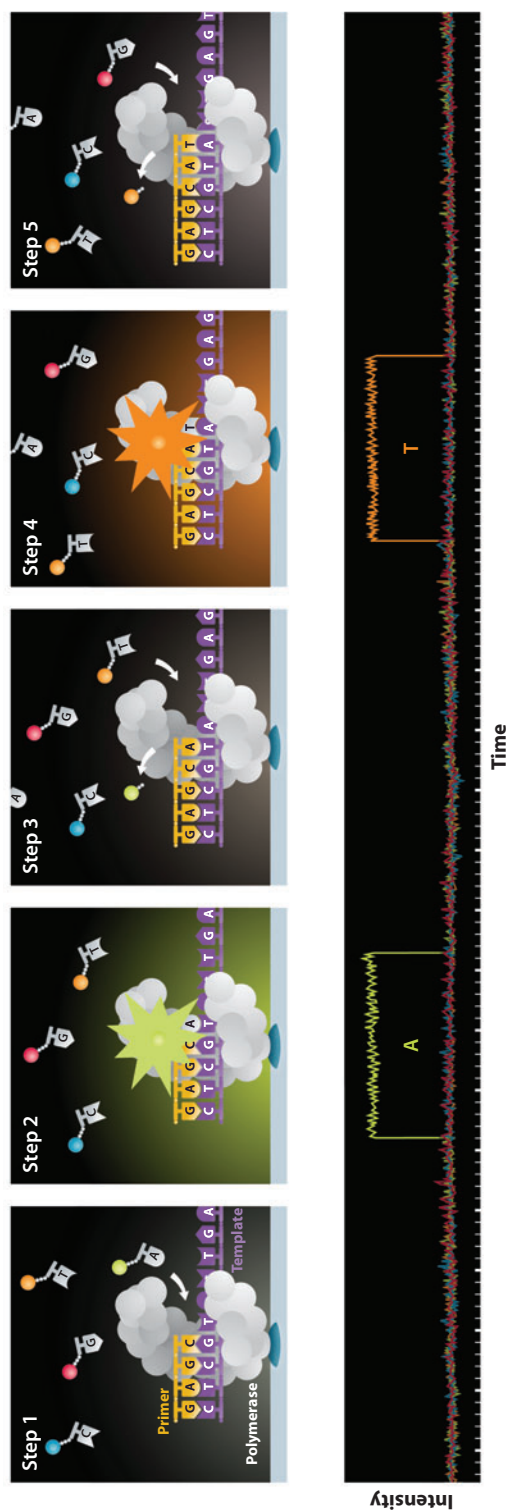 Step 1
C
G
T
A
Primer
G A G C
C T C G T T G A
Template
Polymerase
Step 2
C
G
T
G A G C A
C T C G T T G A
Step 3
C
A
G
T
G A G C A
C T C G T A G A G
Step 4
T
C
A
G
G A G C A T
C T C G T A G A G
Step 5
T
C
A
G
G A G C A T
C T C G T A G A G T
Intensity
A
T
Time